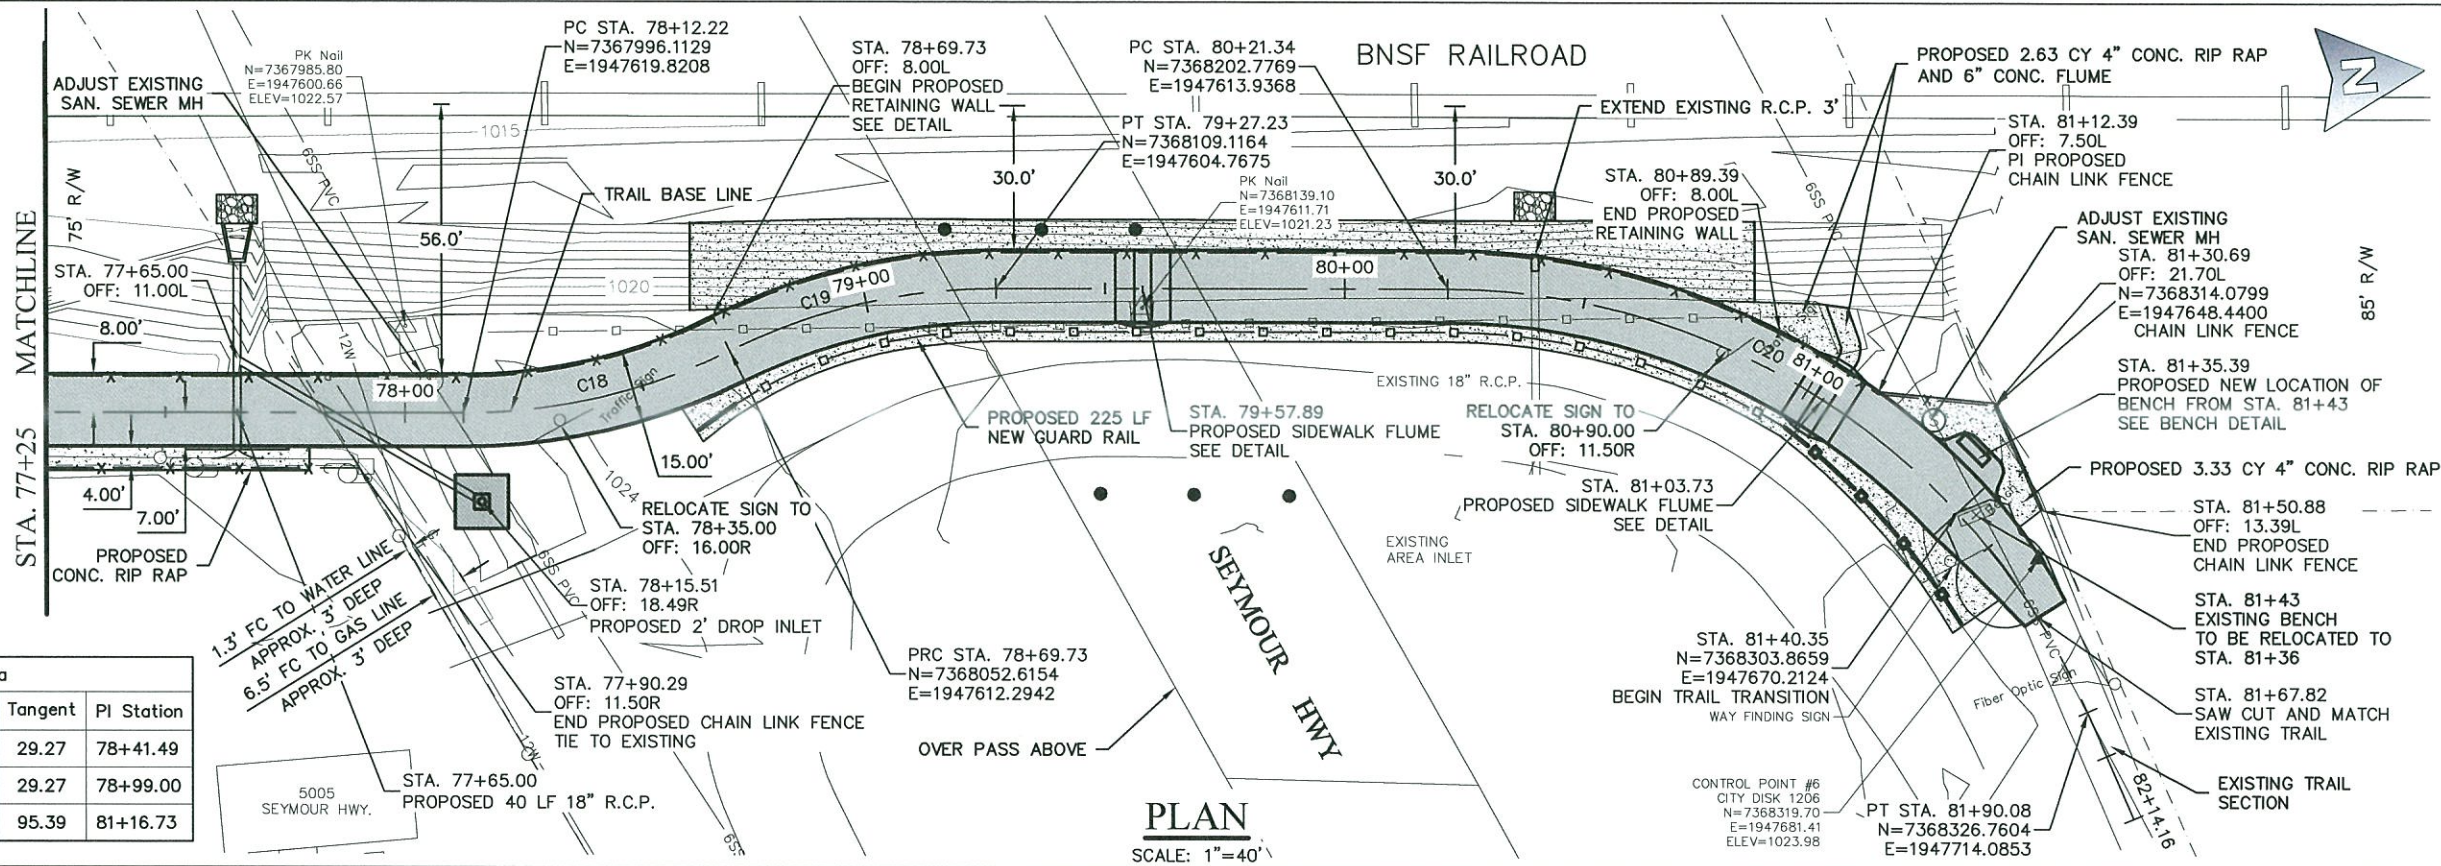 STA. 77+25 MATCHLINE
75' R/W
ADJUST EXISTING
SAN. SEWER MH
PK Nail
N=7367985.80
E=1947600.66
ELEV=1022.57
PC STA. 78+12.22
N=7367996.1129
E=1947619.8208
STA. 78+69.73
OFF: 8.00L
BEGIN PROPOSED
RETAINING WALL
SEE DETAIL
PC STA. 80+21.34
N=7368202.7769
E=1947613.9368
PT STA. 79+27.23
N=7368109.1164
E=1947604.7675
BNSF RAILROAD
EXTEND EXISTING R.C.P. 3'
PROPOSED 2.63 CY 4" CONC. RIP RAP
AND 6" CONC. FLUME
N
STA. 81+12.39
OFF: 7.50L
PI PROPOSED
CHAIN LINK FENCE
1015
6SS PVC
TRAIL BASE LINE
56.0'
30.0'
30.0'
PK Nail
N=7368139.10
E=1947611.71
ELEV=1021.23
STA. 80+89.39
OFF: 8.00L
END PROPOSED
RETAINING WALL
6SS PVC
ADJUST EXISTING
SAN. SEWER MH
STA. 81+30.69
OFF: 21.70L
N=7368314.0799
E=1947648.4400
CHAIN LINK FENCE
85' R/W
STA. 77+65.00
OFF: 11.00L
8.00'
1020
12W
78+00
C18
Traffic Sign
C19
79+00
80+00
C20
81+00
S
STA. 81+35.39
PROPOSED NEW LOCATION OF
BENCH FROM STA. 81+43
SEE BENCH DETAIL
EXISTING 18" R.C.P.
PROPOSED 225 LF
NEW GUARD RAIL
STA. 79+57.89
PROPOSED SIDEWALK FLUME
SEE DETAIL
RELOCATE SIGN TO
STA. 80+90.00
OFF: 11.50R
PROPOSED 3.33 CY 4" CONC. RIP RAP
4.00'
7.00'
15.00'
1024
PROPOSED
CONC. RIP RAP
RELOCATE SIGN TO
STA. 78+35.00
OFF: 16.00R
STA. 81+03.73
PROPOSED SIDEWALK FLUME
SEE DETAIL
EXISTING
AREA INLET
STA. 81+50.88
OFF: 13.39L
END PROPOSED
CHAIN LINK FENCE
6SS PVC
STA. 78+15.51
OFF: 18.49R
PROPOSED 2' DROP INLET
1.3' FC TO WATER LINE
APPROX. 3' DEEP
6.5' FC TO GAS LINE
APPROX. 3' DEEP
SEYMOUR HWY
STA. 81+43
EXISTING BENCH
TO BE RELOCATED TO
STA. 81+36
PRC STA. 78+69.73
N=7368052.6154
E=1947612.2942
STA. 81+40.35
N=7368303.8659
E=1947670.2124
BEGIN TRAIL TRANSITION
WAY FINDING SIGN
6SS PVC
Fiber Optic Sign
STA. 81+67.82
SAW CUT AND MATCH
EXISTING TRAIL
STA. 77+90.29
OFF: 11.50R
END PROPOSED CHAIN LINK FENCE
TIE TO EXISTING
12W
OVER PASS ABOVE
a
Tangent PI Station
29.27 78+41.49
29.27 78+99.00
95.39 81+16.73
5005
SEYMOUR HWY.
STA. 77+65.00
PROPOSED 40 LF 18" R.C.P.
6SS
CONTROL POINT #6
CITY DISK 1206
N=7368319.70
E=1947681.41
ELEV=1023.98
PT STA. 81+90.08
N=7368326.7604
E=1947714.0853
82+14.16
EXISTING TRAIL
SECTION
PLAN
SCALE: 1"=40'